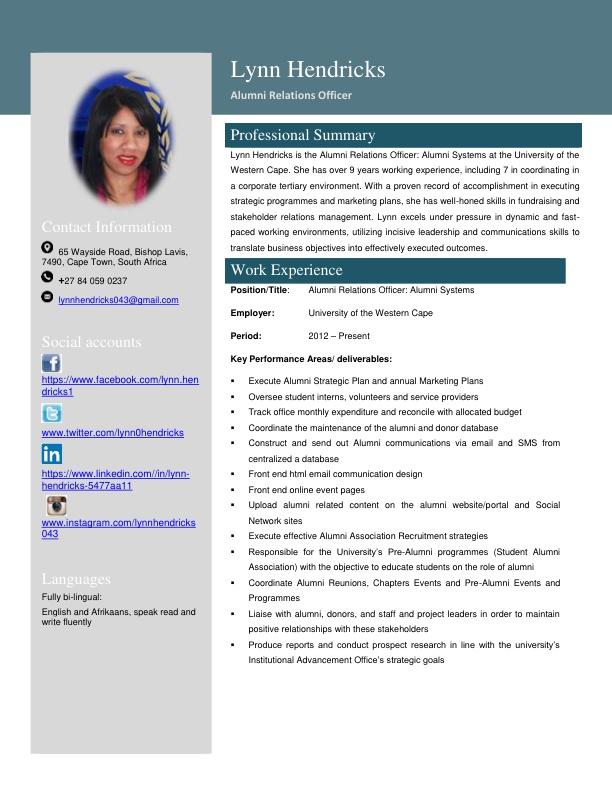 Lynn Hendricks
Alumni Relations Officer
Contact Information
65 Wayside Road, Bishop Lavis,
7490, Cape Town, South Africa
+27 84 059 0237
lynnhendricks043@gmail.com
Social accounts
https://www.facebook.com/lynn.hen
dricks1
www.twitter.com/lynn0hendricks
https://www.linkedin.com//in/lynn-
hendricks-5477aa11
www.instagram.com/lynnhendricks
043
Languages
Fully bi-lingual:
English and Afrikaans, speak read and
write fluently
Professional Summary
Lynn Hendricks is the Alumni Relations Officer: Alumni Systems at the University of the
Western Cape. She has over 9 years working experience, including 7 in coordinating in
a corporate tertiary environment. With a proven record of accomplishment in executing
strategic programmes and marketing plans, she has well-honed skills in fundraising and
stakeholder relations management. Lynn excels under pressure in dynamic and fast-
paced working environments, utilizing incisive leadership and communications skills to
translate business objectives into effectively executed outcomes.
Work Experience
Position/Title: Alumni Relations Officer: Alumni Systems
Employer: University of the Western Cape
Period: 2012 – Present
Key Performance Areas/ deliverables:
▪ Execute Alumni Strategic Plan and annual Marketing Plans
▪ Oversee student interns, volunteers and service providers
▪ Track office monthly expenditure and reconcile with allocated budget
▪ Coordinate the maintenance of the alumni and donor database
▪ Construct and send out Alumni communications via email and SMS from
centralized a database
▪ Front end html email communication design
▪ Front end online event pages
▪ Upload alumni related content on the alumni website/portal and Social
Network sites
▪ Execute effective Alumni Association Recruitment strategies
▪ Responsible for the University's Pre-Alumni programmes (Student Alumni
Association) with the objective to educate students on the role of alumni
▪ Coordinate Alumni Reunions, Chapters Events and Pre-Alumni Events and
Programmes
▪ Liaise with alumni, donors, and staff and project leaders in order to maintain
positive relationships with these stakeholders
▪ Produce reports and conduct prospect research in line with the university's
Institutional Advancement Office's strategic goals